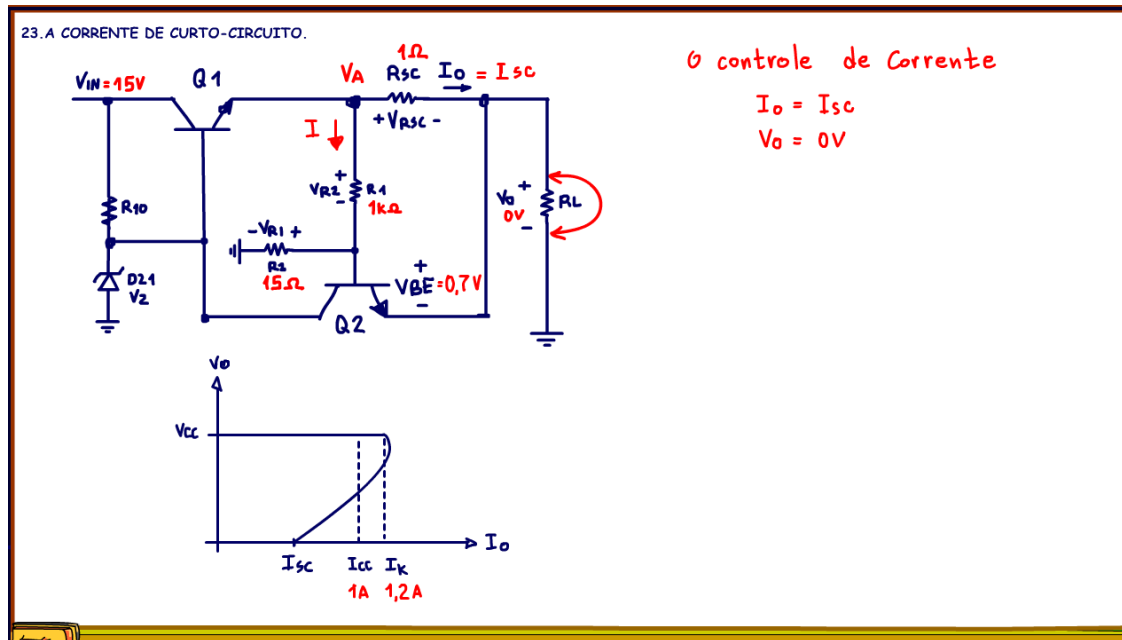 23.A CORRENTE DE CURTO-CIRCUITO.
VIN =15V
Q1
VA
1Ω
RSC
IO = ISC
+VRSC-
I
VR2 + -
R1
1KΩ
R10
-VR1 +
R2
15Ω
DZ1
VZ
+
VBE =0,7V
-
Q2
VO + -
0V
RL
O controle de Corrente
IO = ISC
VO = 0V
VO
VCC
IO
ISC ICC IK
1A 1,2A